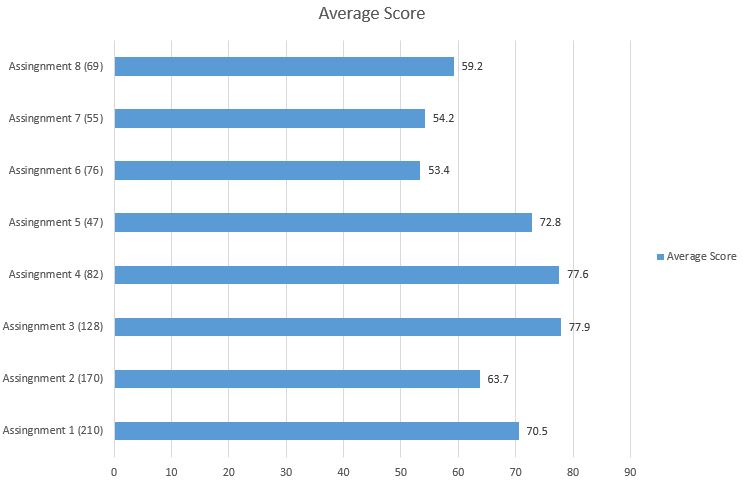 Average Score
Assingnment 8 (69)
59.2
Assingnment 7 (55)
54.2
Assingnment 6 (76)
53.4
Assingnment 5 (47)
72.8
Assingnment 4 (82)
77.6
Average Score
Assingnment 3 (128)
77.9
Assingnment 2 (170)
63.7
Assingnment 1 (210)
70.5
0 10 20 30 40 50 60 70 80 90